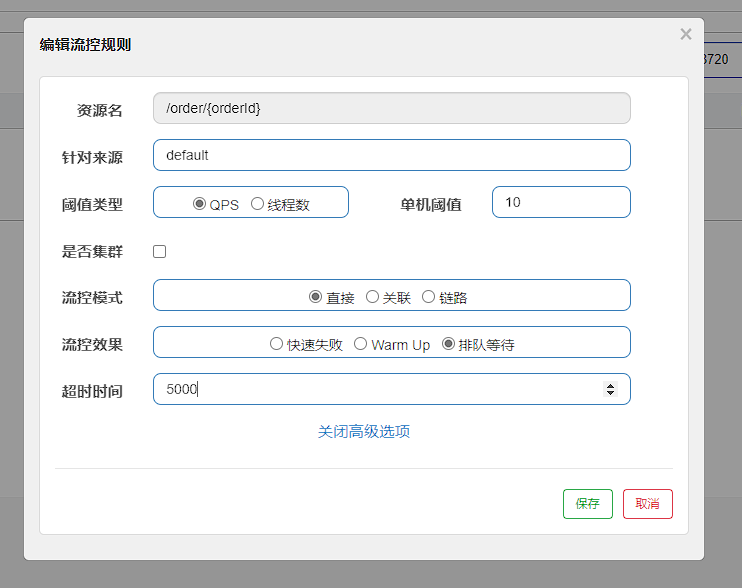 编辑流控规则
×
8720
资源名 /order/{orderId}
针对来源 default
阈值类型 QPS 线程数 单机阈值 10
是否集群
流控模式 直接 关联 链路
流控效果 快速失败 Warm Up 排队等待
超时时间 5000
关闭高级选项
保存 取消